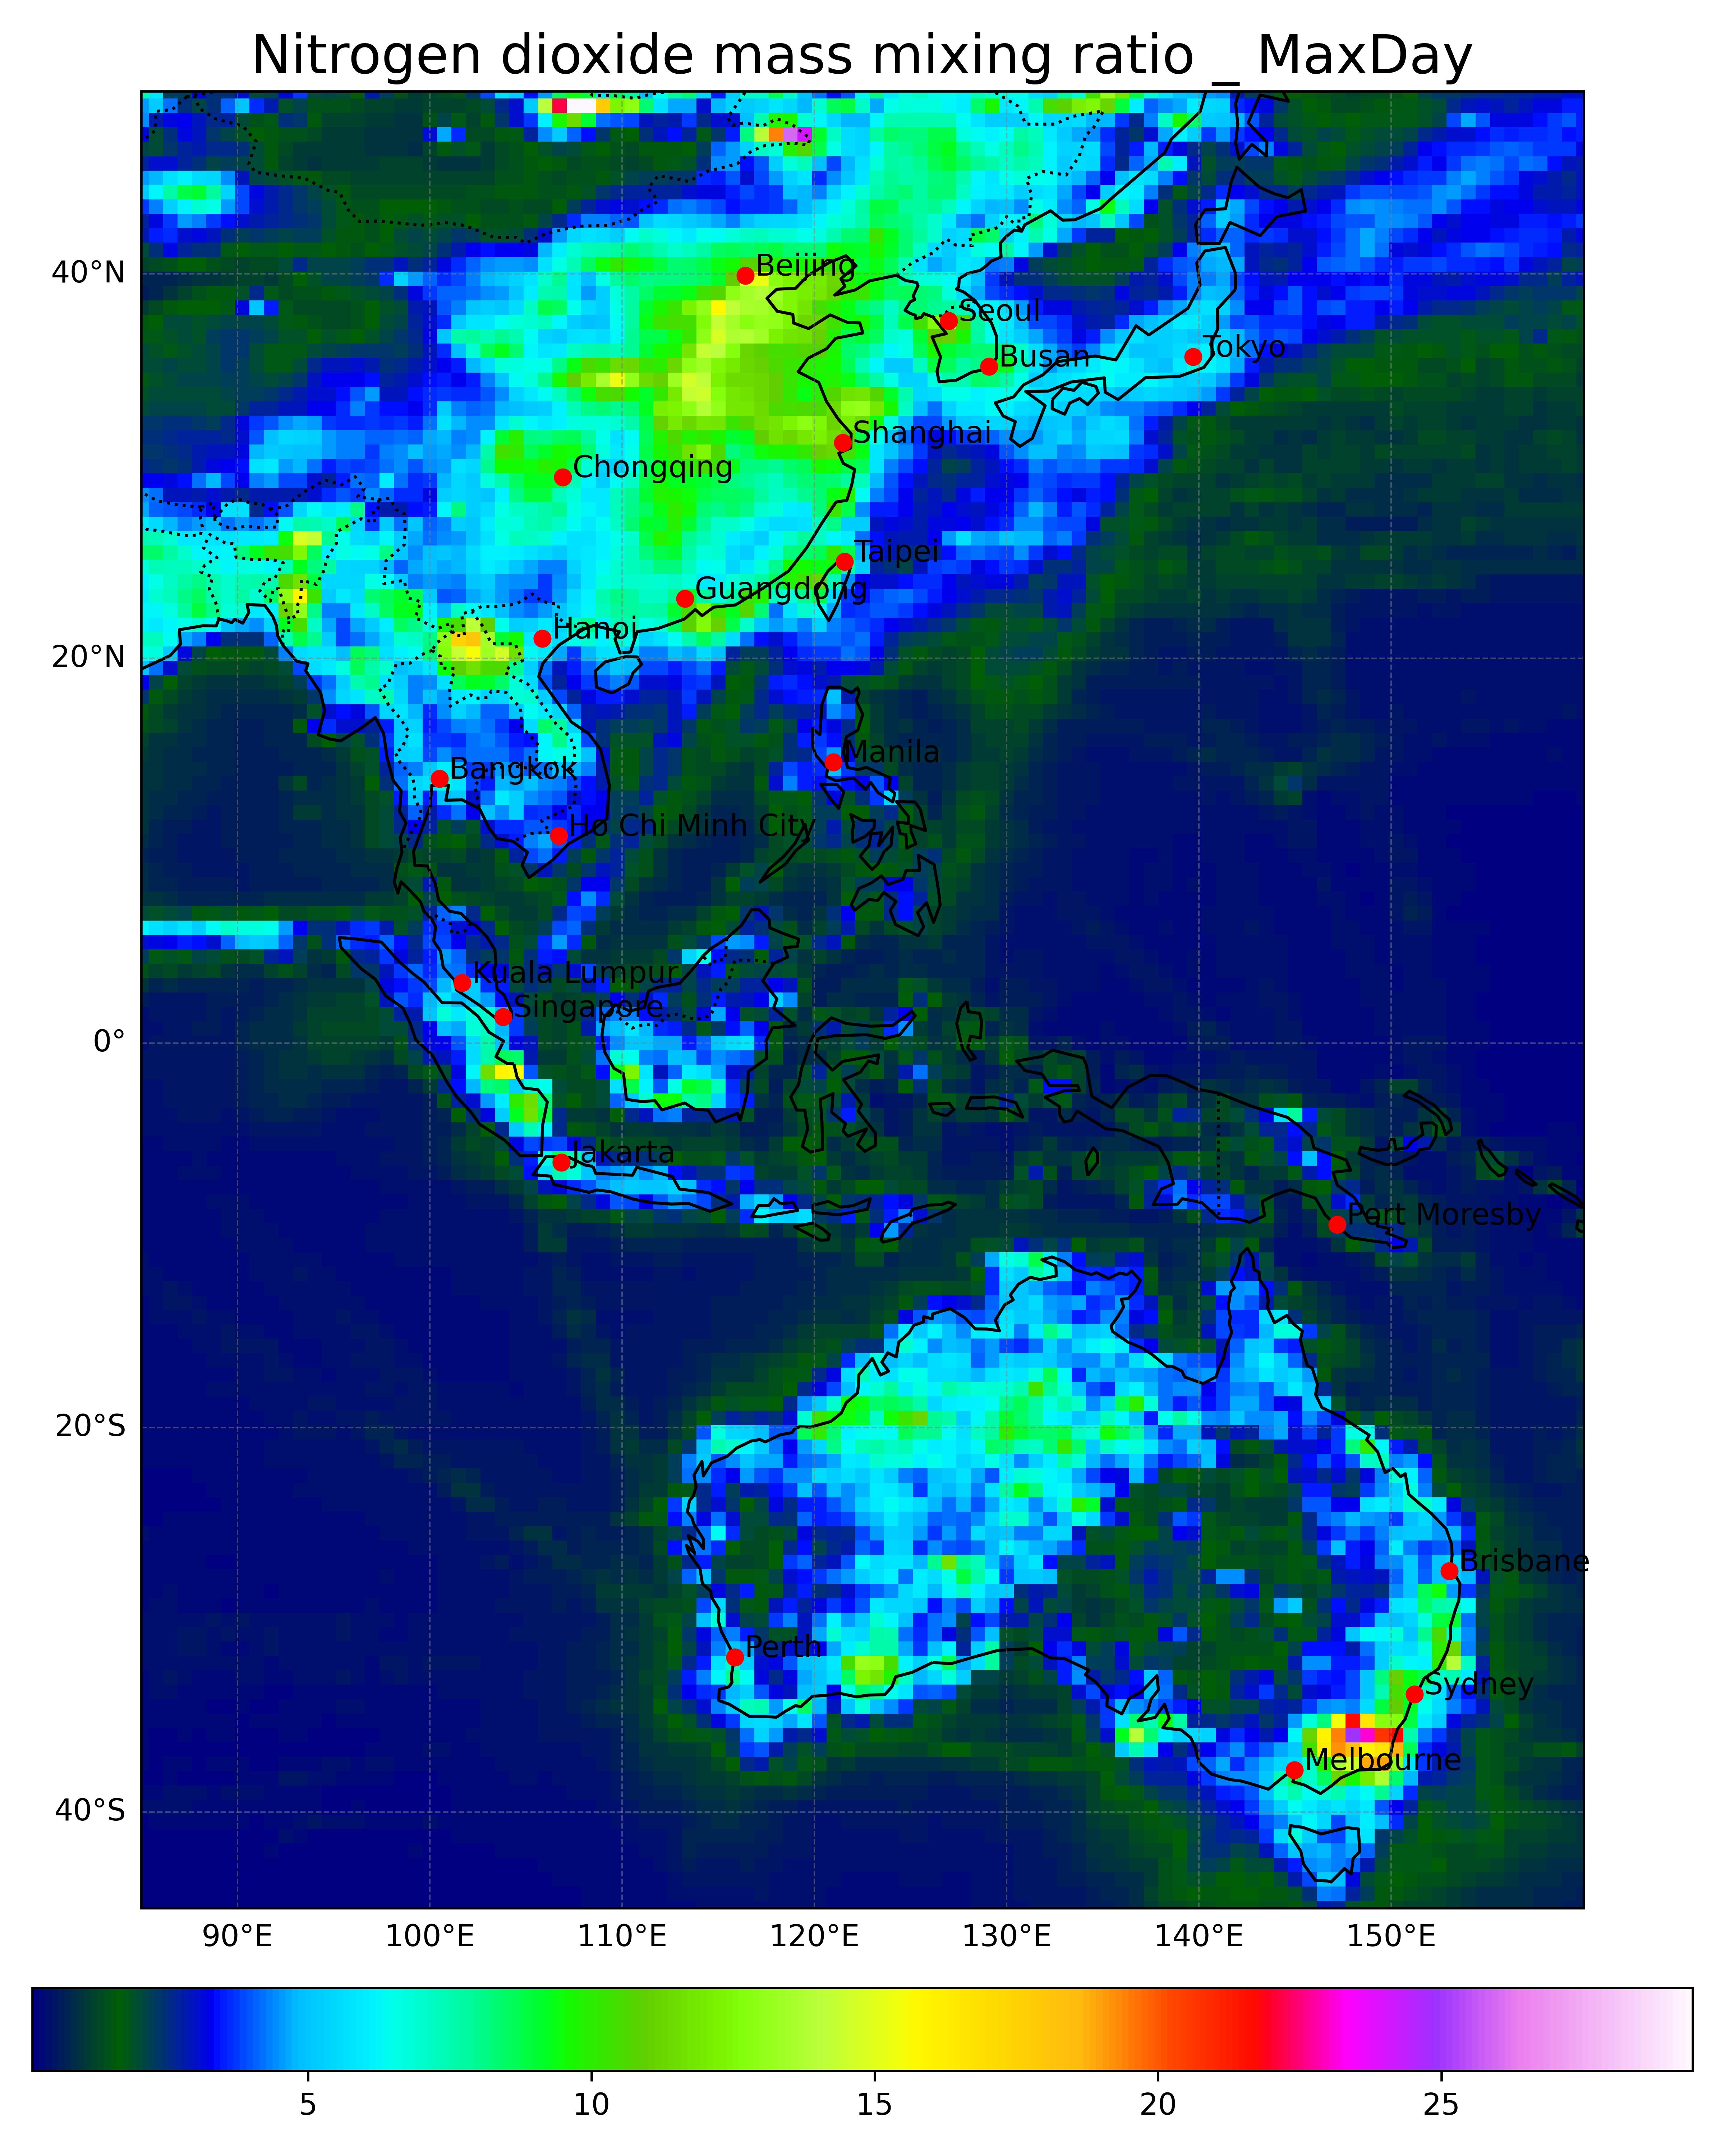 Nitrogen dioxide mass mixing ratio _ MaxDay
40°N
20°N
0°
20°S
40°S
Beijing
Seoul
Busan
Tokyo
Shanghai
Chongqing
Taipei
Guangdong
Hanoi
Manila
Bangkok
Ho Chi Minh City
Kuala Lumpur
Singapore
Jakarta
Port Moresby
Brisbane
Perth
Sydney
Melbourne
90°E 100°E 110°E 120°E 130°E 140°E 150°E
5 10 15 20 25